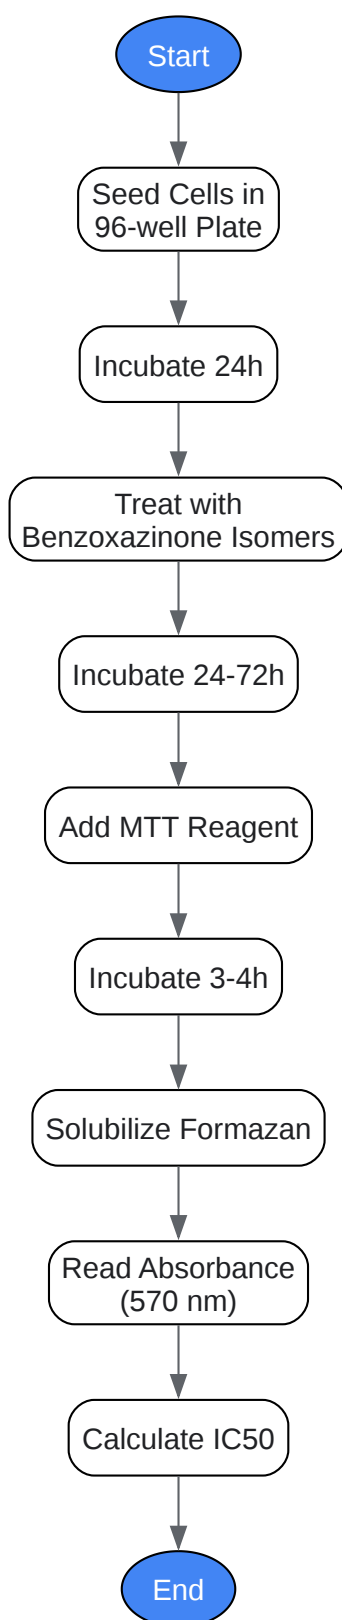 Start
Seed Cells in
96-well Plate
Incubate 24h
Treat with
Benzoxazinone Isomers
Incubate 24-72h
Add MTT Reagent
Incubate 3-4h
Solubilize Formazan
Read Absorbance
(570 nm)
Calculate IC50
End